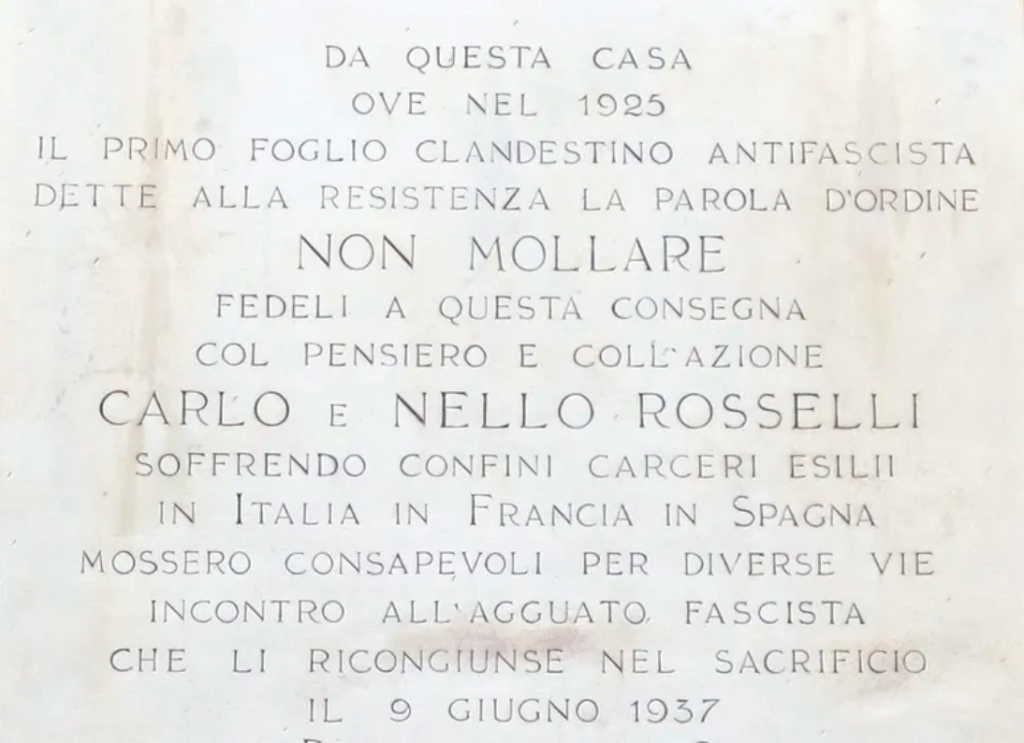 DA QUESTA CASA
OVE NEL 1925
IL PRIMO FOGLIO CLANDESTINO ANTIFASCISTA
DETTE ALLA RESISTENZA LA PAROLA D'ORDINE
NON MOLLARE
FEDELI A QUESTA CONSEGNA
COL PENSIERO E COLL'AZIONE
CARLO E NELLO ROSSELLI
SOFFRENDO CONFINI CARCERI ESILII
IN ITALIA IN FRANCIA IN SPAGNA
MOSSERO CONSAPEVOLI PER DIVERSE VIE
INCONTRO ALL'AGGUATO FASCISTA
CHE LI RICONGIUNSE NEL SACRIFICIO
IL 9 GIUGNO 1937